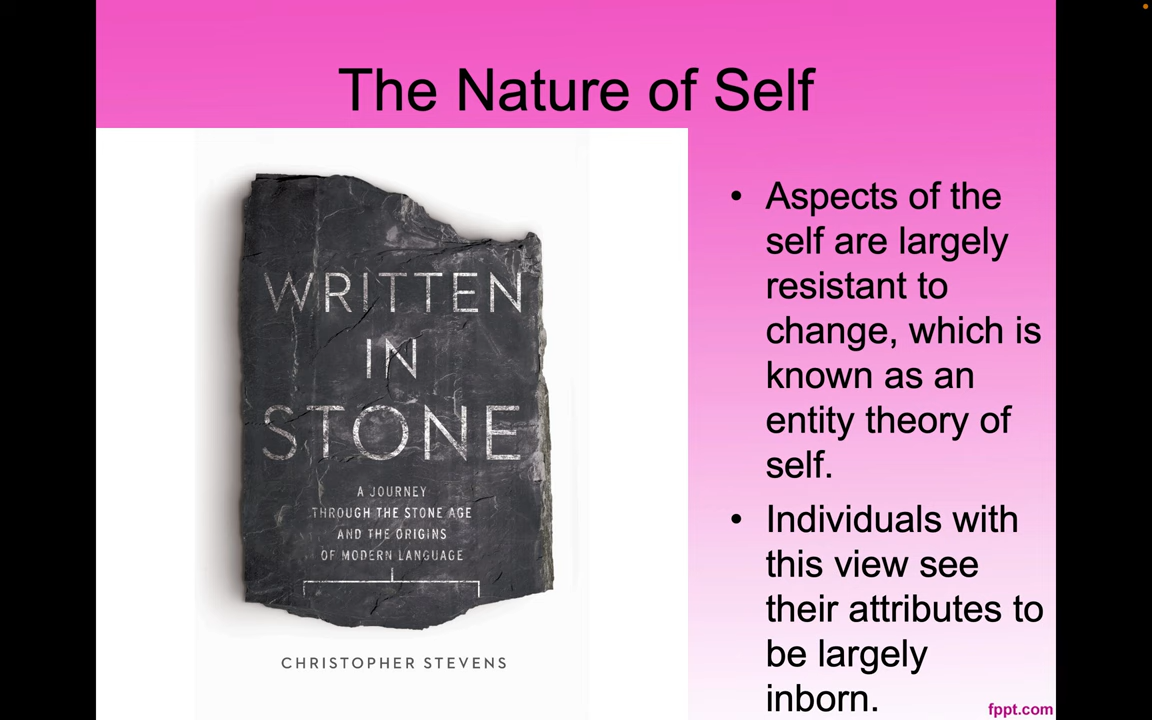 The Nature of Self
WRITTEN
IN
STONE
A JOURNEY
THROUGH THE STONE AGE
AND THE ORIGINS
OF MODERN LANGUAGE
CHRISTOPHER STEVENS
• Aspects of the
self are largely
resistant to
change, which is
known as an
entity theory of
self.
• Individuals with
this view see
their attributes to
be largely
inborn.
fppt.com